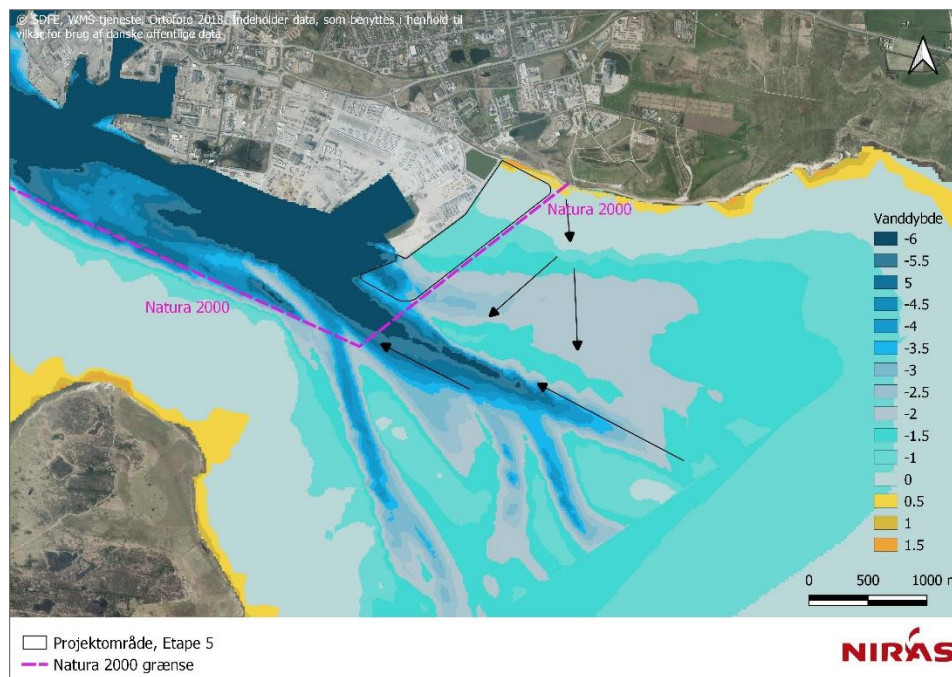 © SDFE, WMS tjeneste, Ortofoto 2018. Indeholder data, som benyttes i henhold til
vilkår for brug af danske offentlige data
Natura 2000
Natura 2000
Vanddybde
-6
-5.5
5
-4.5
-4
-3.5
-3
-2.5
-2
-1.5
-1
0
0.5
1
1.5
0 500 1000 m
Projektområde, Etape 5
Natura 2000 grænse
NIRAS